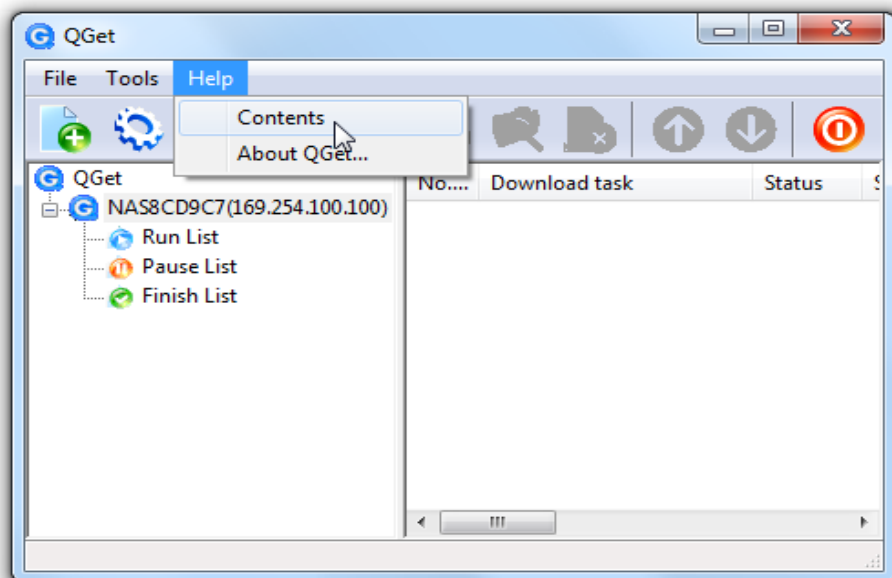 QGet
File Tools Help
Contents
About QGet...
QGet
No.... Download task Status
NAS8CD9C7(169.254.100.100)
Run List
Pause List
Finish List